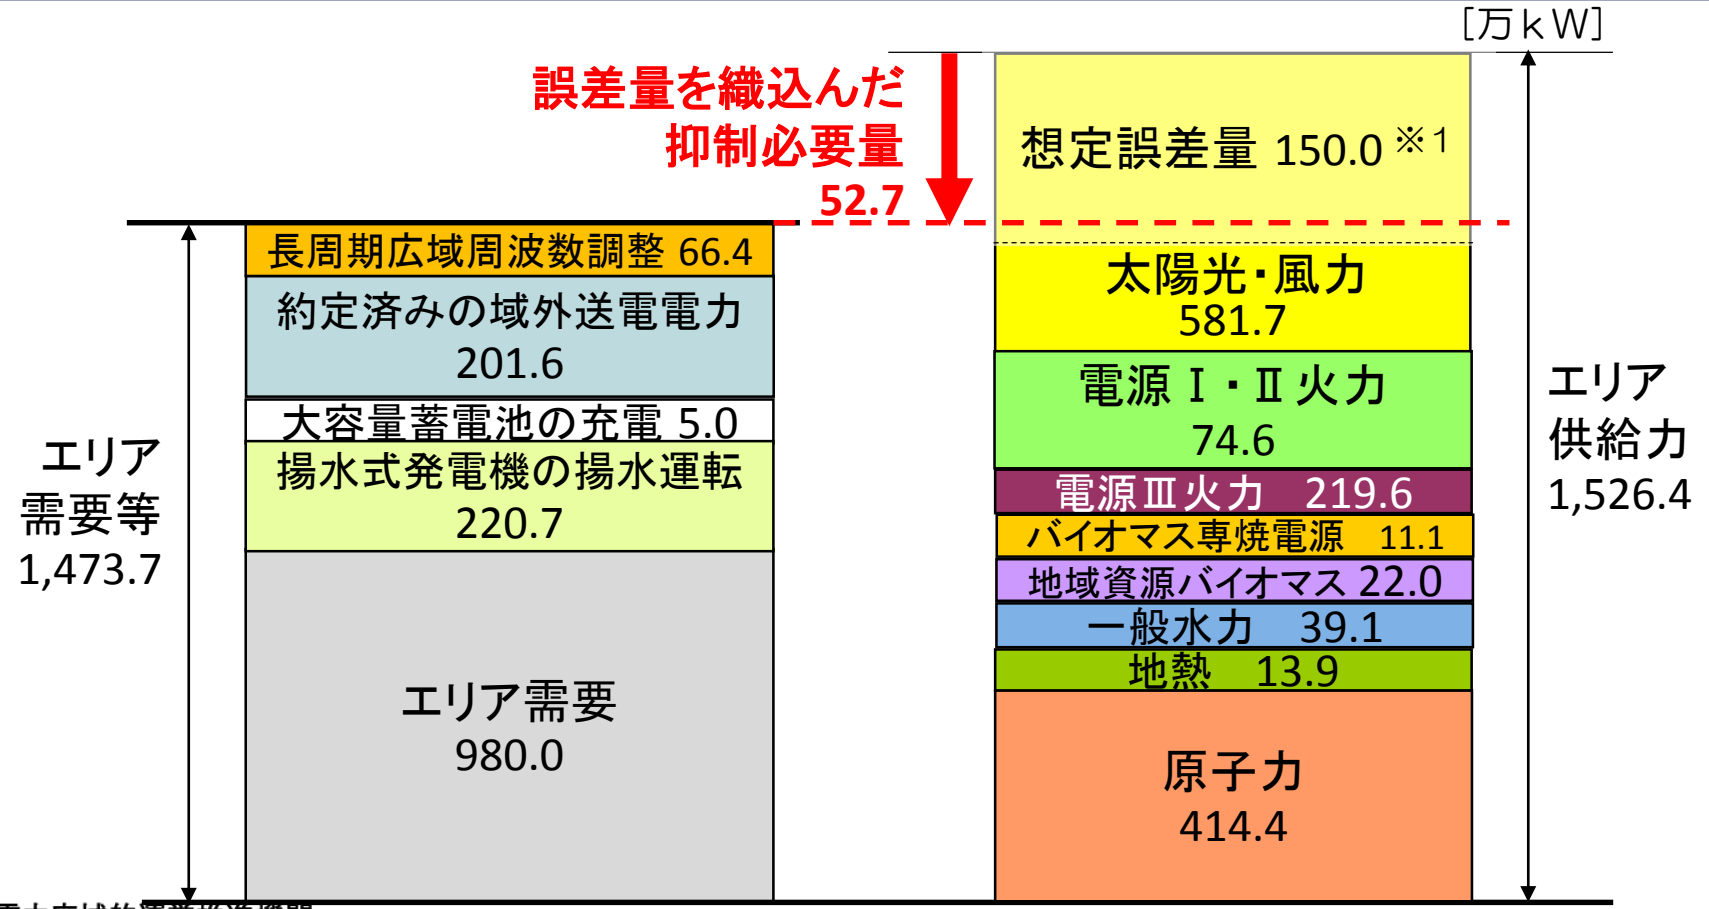 [万kW]
誤差量を織込んだ
抑制必要量
52.7
長周期広域周波数調整 66.4
約定済みの域外送電電力
201.6
大容量蓄電池の充電 5.0
揚水式発電機の揚水運転
220.7
エリア需要
980.0
エリア
需要等
1,473.7
想定誤差量 150.0 ※1
太陽光・風力
581.7
電源Ⅰ・Ⅱ火力
74.6
電源Ⅲ火力 219.6
バイオマス専焼電源 11.1
地域資源バイオマス 22.0
一般水力 39.1
地熱 13.9
原子力
414.4
エリア
供給力
1,526.4